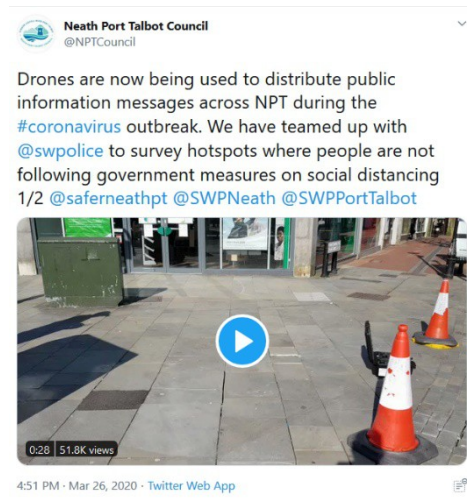 Neath Port Talbot Council
@NPTCouncil
Drones are now being used to distribute public
information messages across NPT during the
#coronavirus outbreak. We have teamed up with
@swpolice to survey hotspots where people are not
following government measures on social distancing
1/2 @saferneathpt @SWPNeath @SWPPortTalbot
0:28 51.8K views
4:51 PM · Mar 26, 2020 · Twitter Web App